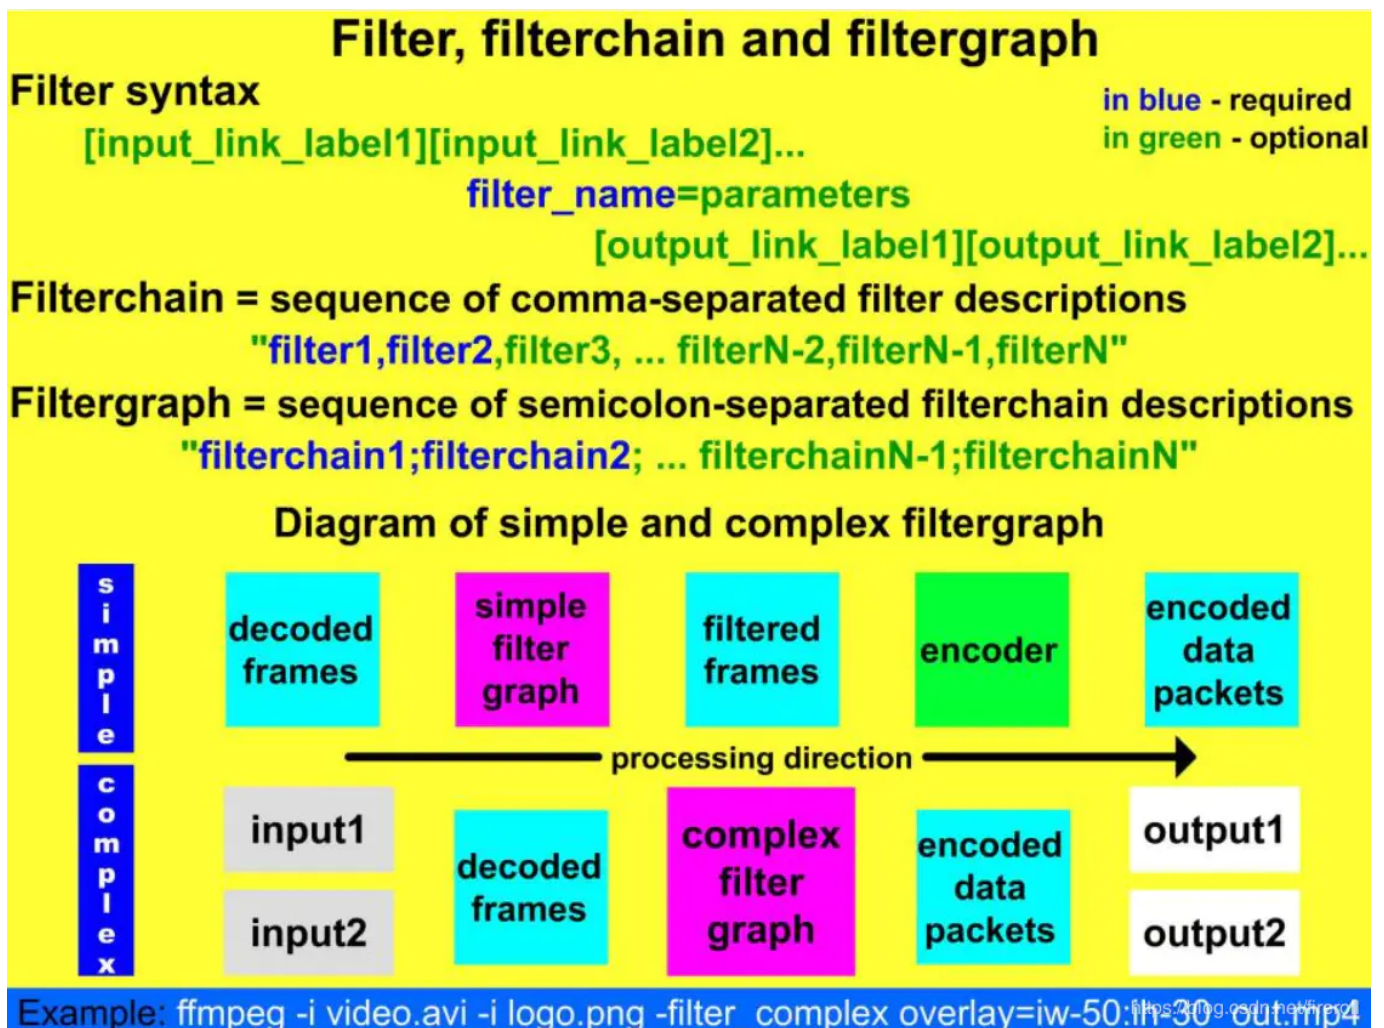 Filter, filterchain and filtergraph
Filter syntax
in blue - required
in green - optional
[input_link_label1][input_link_label2]...
filter_name=parameters
[output_link_label1][output_link_label2]...
Filterchain = sequence of comma-separated filter descriptions
"filter1,filter2,filter3, ... filterN-2,filterN-1,filterN"
Filtergraph = sequence of semicolon-separated filterchain descriptions
"filterchain1;filterchain2; ... filterchainN-1;filterchainN"
Diagram of simple and complex filtergraph
simple
decoded
frames
simple
filter
graph
filtered
frames
encoder
encoded
data
packets
processing direction
complex
input1
input2
decoded
frames
complex
filter
graph
encoded
data
packets
output1
output2
Example: ffmpeg -i video.avi -i logo.png -filter_complex overlay=iw-50:ih-30 out.mp4